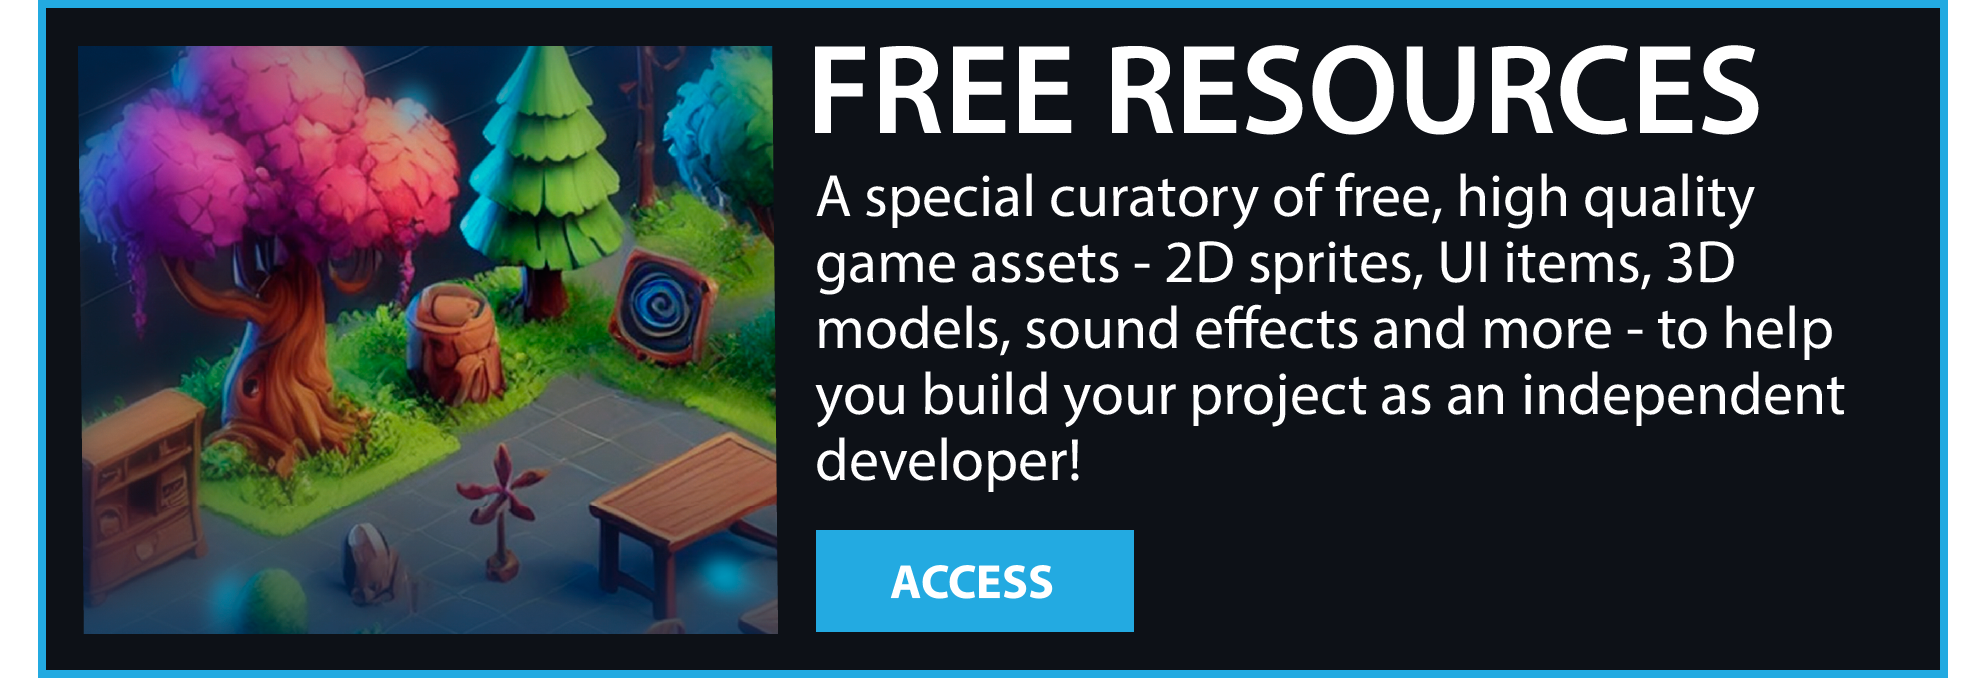 FREE RESOURCES
A special curatory of free, high quality
game assets - 2D sprites, UI items, 3D
models, sound effects and more - to help
you build your project as an independent
developer!
ACCESS